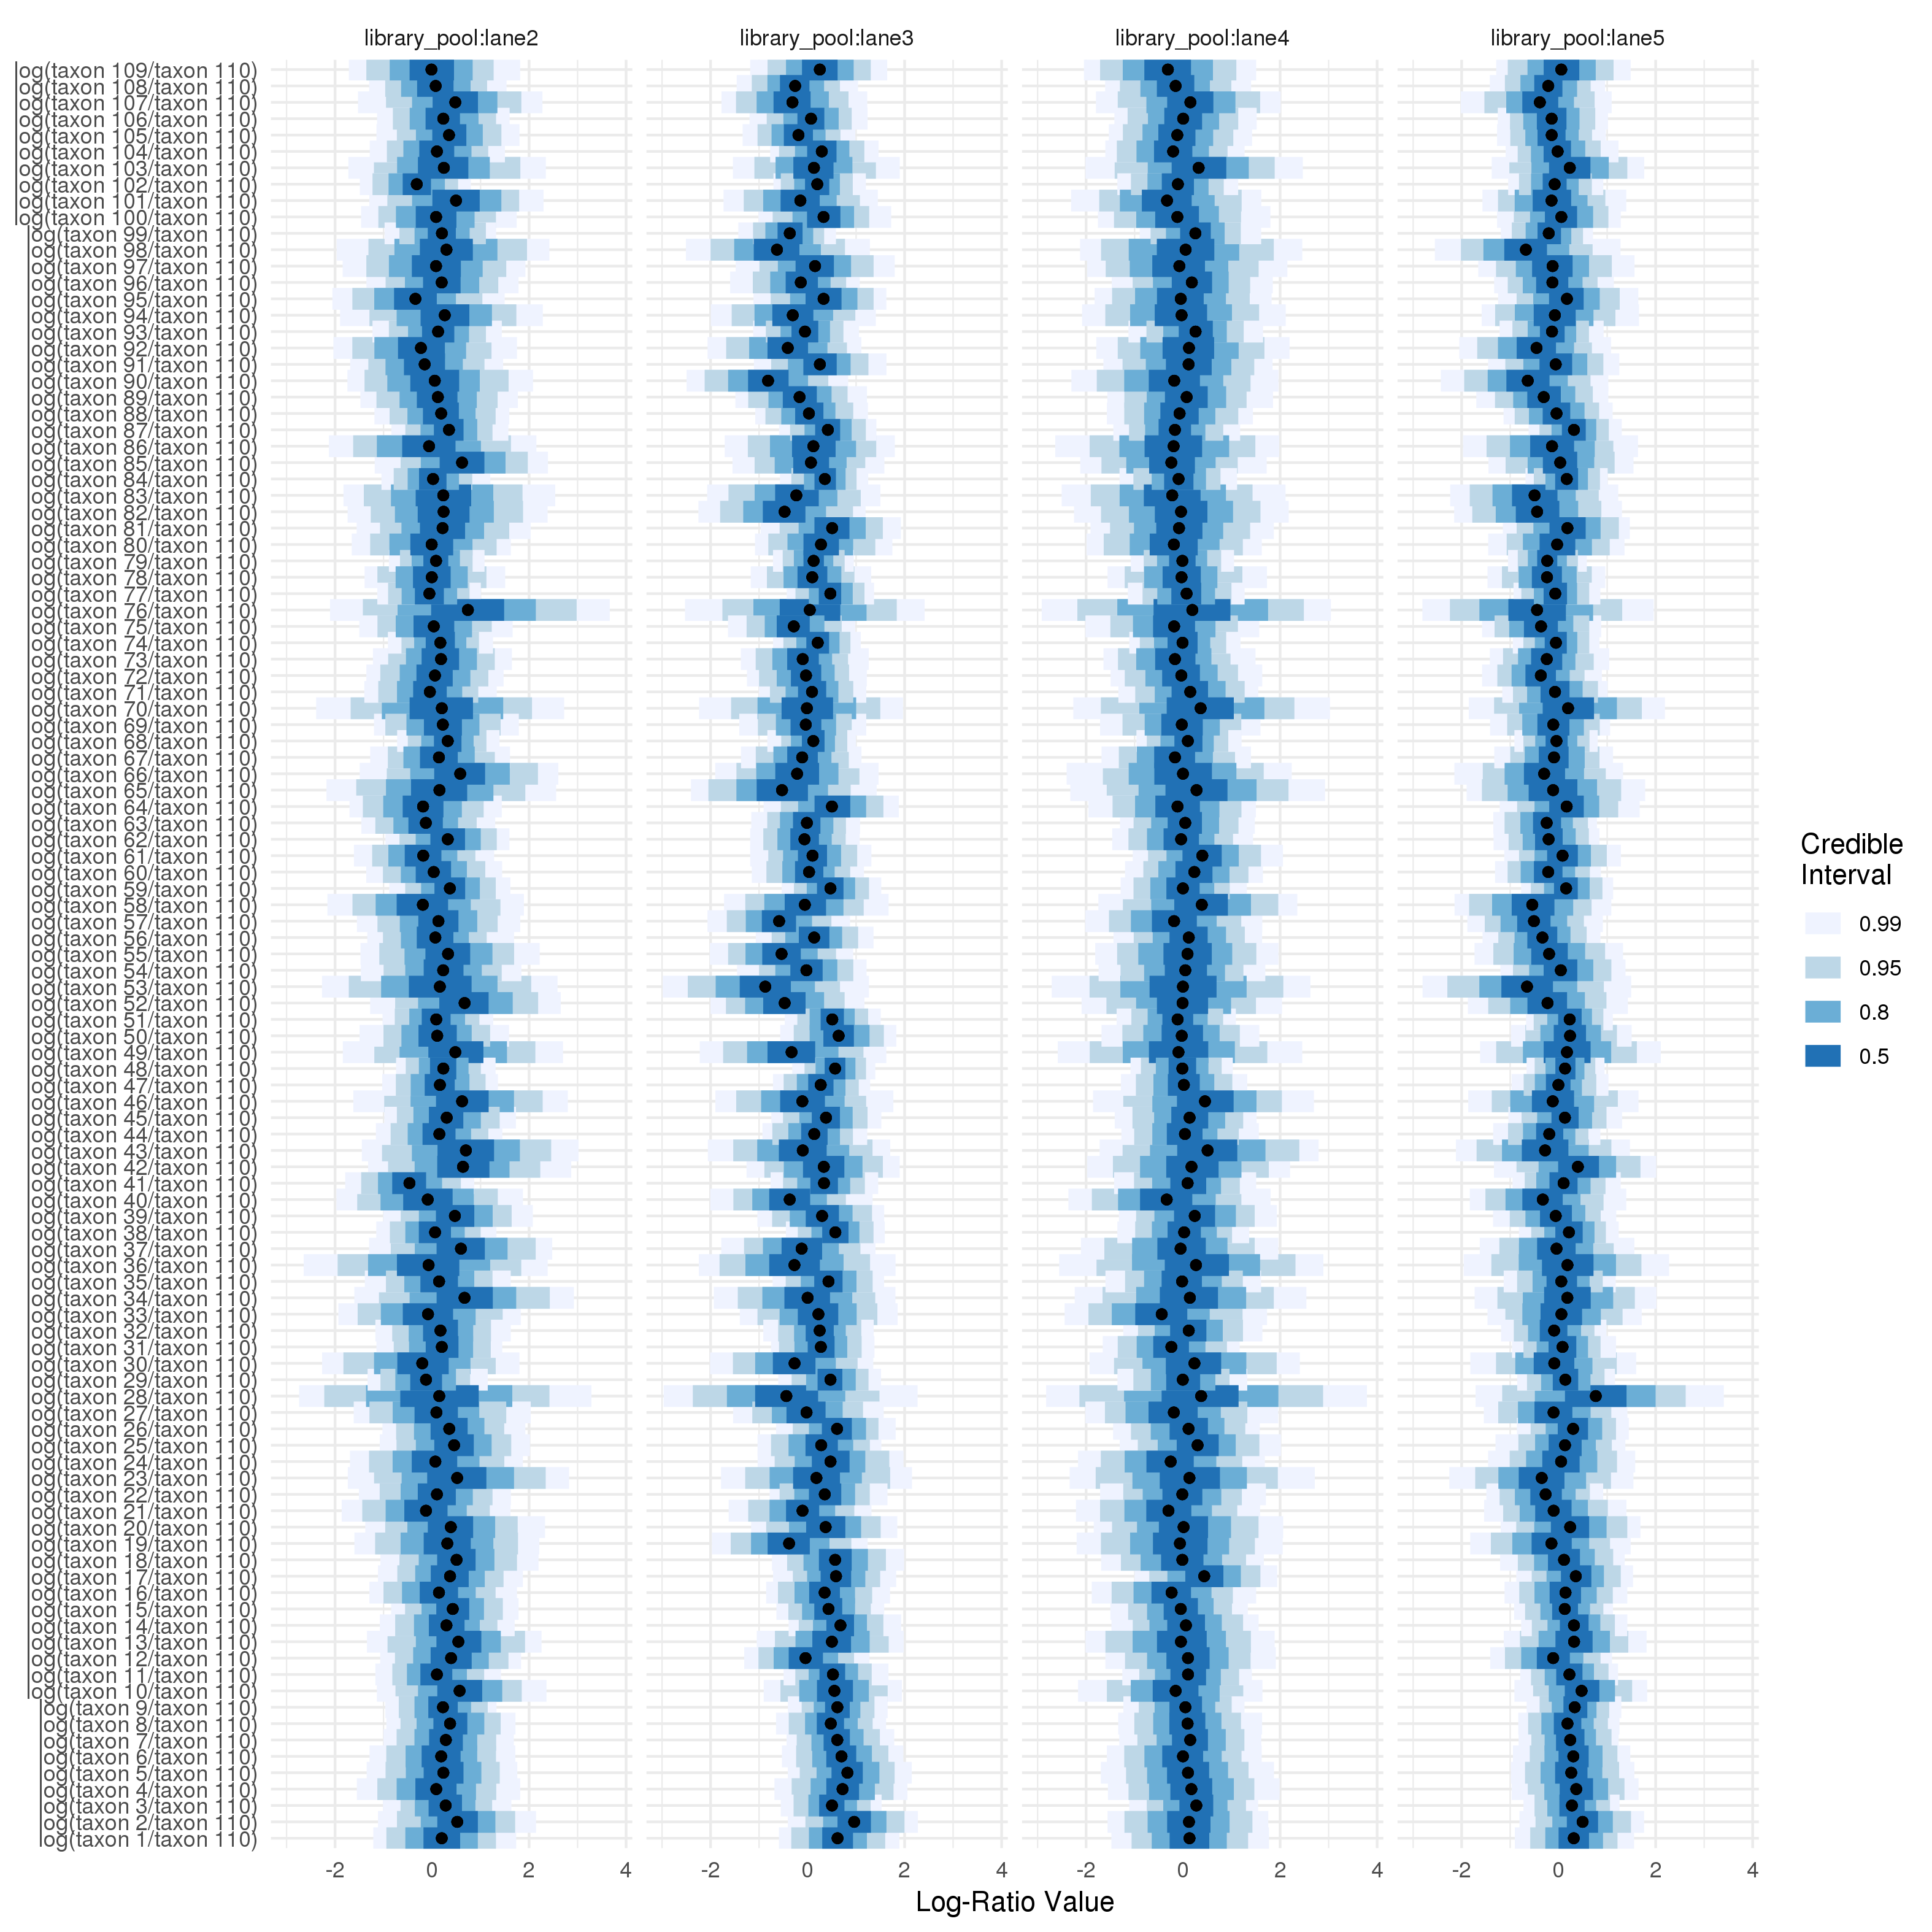 library_pool:lane2 library_pool:lane3 library_pool:lane4 library_pool:lane5
log(taxon 109/taxon 110)
log(taxon 108/taxon 110)
log(taxon 107/taxon 110)
log(taxon 106/taxon 110)
log(taxon 105/taxon 110)
log(taxon 104/taxon 110)
log(taxon 103/taxon 110)
log(taxon 102/taxon 110)
log(taxon 101/taxon 110)
log(taxon 100/taxon 110)
log(taxon 99/taxon 110)
log(taxon 98/taxon 110)
log(taxon 97/taxon 110)
log(taxon 96/taxon 110)
log(taxon 95/taxon 110)
log(taxon 94/taxon 110)
log(taxon 93/taxon 110)
log(taxon 92/taxon 110)
log(taxon 91/taxon 110)
log(taxon 90/taxon 110)
log(taxon 89/taxon 110)
log(taxon 88/taxon 110)
log(taxon 87/taxon 110)
log(taxon 86/taxon 110)
log(taxon 85/taxon 110)
log(taxon 84/taxon 110)
log(taxon 83/taxon 110)
log(taxon 82/taxon 110)
log(taxon 81/taxon 110)
log(taxon 80/taxon 110)
log(taxon 79/taxon 110)
log(taxon 78/taxon 110)
log(taxon 77/taxon 110)
log(taxon 76/taxon 110)
log(taxon 75/taxon 110)
log(taxon 74/taxon 110)
log(taxon 73/taxon 110)
log(taxon 72/taxon 110)
log(taxon 71/taxon 110)
log(taxon 70/taxon 110)
log(taxon 69/taxon 110)
log(taxon 68/taxon 110)
log(taxon 67/taxon 110)
log(taxon 66/taxon 110)
log(taxon 65/taxon 110)
log(taxon 64/taxon 110)
log(taxon 63/taxon 110)
log(taxon 62/taxon 110)
log(taxon 61/taxon 110)
log(taxon 60/taxon 110)
log(taxon 59/taxon 110)
log(taxon 58/taxon 110)
log(taxon 57/taxon 110)
log(taxon 56/taxon 110)
log(taxon 55/taxon 110)
log(taxon 54/taxon 110)
log(taxon 53/taxon 110)
log(taxon 52/taxon 110)
log(taxon 51/taxon 110)
log(taxon 50/taxon 110)
log(taxon 49/taxon 110)
log(taxon 48/taxon 110)
log(taxon 47/taxon 110)
log(taxon 46/taxon 110)
log(taxon 45/taxon 110)
log(taxon 44/taxon 110)
log(taxon 43/taxon 110)
log(taxon 42/taxon 110)
log(taxon 41/taxon 110)
log(taxon 40/taxon 110)
log(taxon 39/taxon 110)
log(taxon 38/taxon 110)
log(taxon 37/taxon 110)
log(taxon 36/taxon 110)
log(taxon 35/taxon 110)
log(taxon 34/taxon 110)
log(taxon 33/taxon 110)
log(taxon 32/taxon 110)
log(taxon 31/taxon 110)
log(taxon 30/taxon 110)
log(taxon 29/taxon 110)
log(taxon 28/taxon 110)
log(taxon 27/taxon 110)
log(taxon 26/taxon 110)
log(taxon 25/taxon 110)
log(taxon 24/taxon 110)
log(taxon 23/taxon 110)
log(taxon 22/taxon 110)
log(taxon 21/taxon 110)
log(taxon 20/taxon 110)
log(taxon 19/taxon 110)
log(taxon 18/taxon 110)
log(taxon 17/taxon 110)
log(taxon 16/taxon 110)
log(taxon 15/taxon 110)
log(taxon 14/taxon 110)
log(taxon 13/taxon 110)
log(taxon 12/taxon 110)
log(taxon 11/taxon 110)
log(taxon 10/taxon 110)
log(taxon 9/taxon 110)
log(taxon 8/taxon 110)
log(taxon 7/taxon 110)
log(taxon 6/taxon 110)
log(taxon 5/taxon 110)
log(taxon 4/taxon 110)
log(taxon 3/taxon 110)
log(taxon 2/taxon 110)
log(taxon 1/taxon 110)
-2 0 2 4 -2 0 2 4 -2 0 2 4 -2 0 2 4
Log-Ratio Value
Credible
Interval
0.99
0.95
0.8
0.5